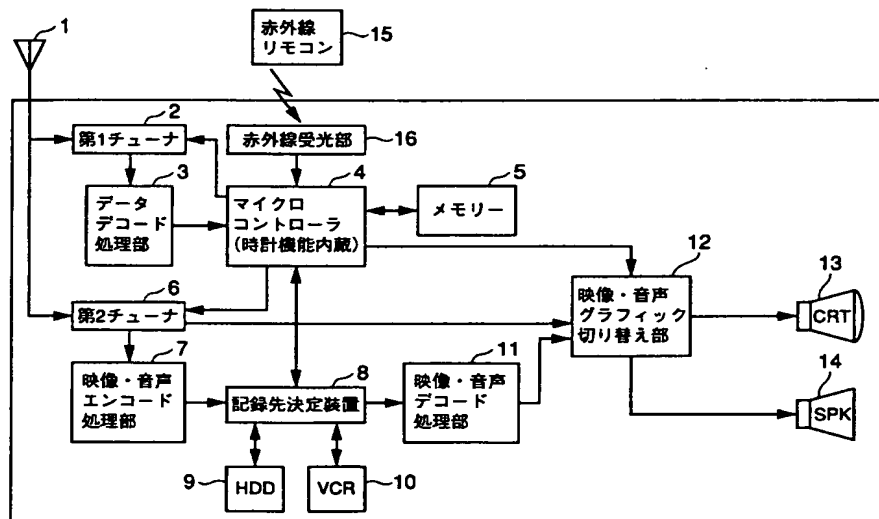 1
赤外線
リモコン
15
2
第1チューナ
赤外線受光部
16
3
データ
デコード
処理部
4
マイクロ
コントローラ
(時計機能内蔵)
5
メモリー
6
第2チューナ
12
映像・音声
グラフィック
切り替え部
13
CRT
7
映像・音声
エンコード
処理部
8
記録先決定装置
11
映像・音声
デコード
処理部
14
SPK
9
HDD
VCR
10